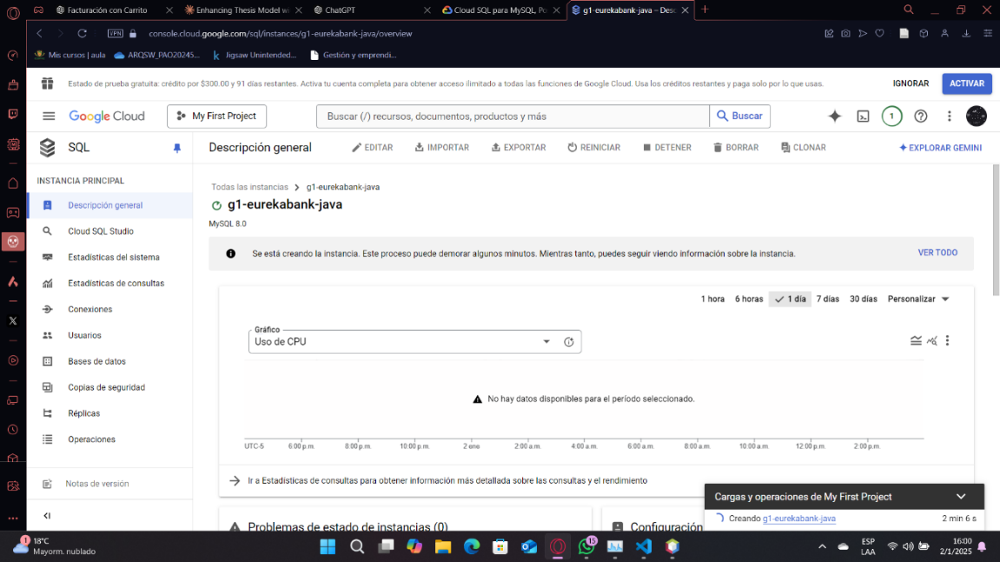 Facturación con Carrito
Enhancing Thesis Model wi
ChatGPT
Cloud SQL para MySQL, Po
g1-eurekabank-java – Desc
VPN
console.cloud.google.com/sql/instances/g1-eurekabank-java/overview
Mis cursos | aula
ARQSW_PAO20245...
Jigsaw Unintended...
Gestión y emprendi...
Estado de prueba gratuita: crédito por $300.00 y 91 días restantes. Activa tu cuenta completa para obtener acceso ilimitado a todas las funciones de Google Cloud. Usa los créditos restantes y paga solo por lo que uses.
IGNORAR
ACTIVAR
Google Cloud
My First Project
Buscar (/) recursos, documentos, productos y más
Buscar
1
SQL
Descripción general
EDITAR
IMPORTAR
EXPORTAR
REINICIAR
DETENER
BORRAR
CLONAR
EXPLORAR GEMINI
INSTANCIA PRINCIPAL
Descripción general
Cloud SQL Studio
Estadísticas del sistema
Estadísticas de consultas
Conexiones
Usuarios
Bases de datos
Copias de seguridad
Réplicas
Operaciones
Notas de versión
Todas las instancias
g1-eurekabank-java
g1-eurekabank-java
MySQL 8.0
Se está creando la instancia. Este proceso puede demorar algunos minutos. Mientras tanto, puedes seguir viendo información sobre la instancia.
VER TODO
1 hora
6 horas
1 día
7 días
30 días
Personalizar
Gráfico
Uso de CPU
No hay datos disponibles para el período seleccionado.
UTC-5
6:00 p.m.
8:00 p.m.
10:00 p.m.
2 ene
2:00 a.m.
4:00 a.m.
6:00 a.m.
8:00 a.m.
10:00 a.m.
12:00 p.m.
2:00 p.m.
Ir a Estadísticas de consultas para obtener información más detallada sobre las consultas y el rendimiento
Problemas de estado de instancias (0)
Configuración
Cargas y operaciones de My First Project
Creando g1-eurekabank-java
2 min 6 s
1
18°C
Mayorm. nublado
15
ESP
LAA
16:00
2/1/2025